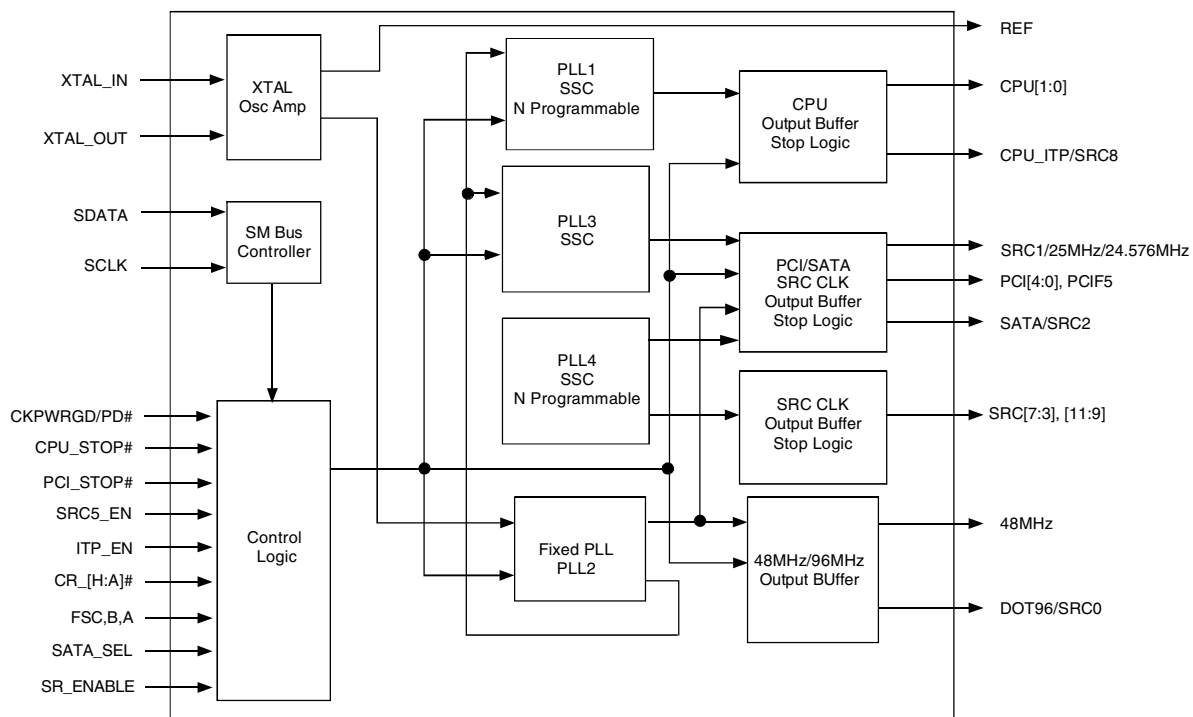 XTAL_IN
XTAL_OUT
SDATA
SCLK
CKPWRGD/PD#
CPU_STOP#
PCI_STOP#
SRC5_EN
ITP_EN
CR_[H:A]#
FSC,B,A
SATA_SEL
SR_ENABLE
XTAL
Osc Amp
SM Bus
Controller
Control
Logic
PLL1
SSC
N Programmable
PLL3
SSC
PLL4
SSC
N Programmable
Fixed PLL
PLL2
CPU
Output Buffer
Stop Logic
PCI/SATA
SRC CLK
Output Buffer
Stop Logic
SRC CLK
Output Buffer
Stop Logic
48MHz/96MHz
Output BUffer
REF
CPU[1:0]
CPU_ITP/SRC8
SRC1/25MHz/24.576MHz
PCI[4:0], PCIF5
SATA/SRC2
SRC[7:3], [11:9]
48MHz
DOT96/SRC0